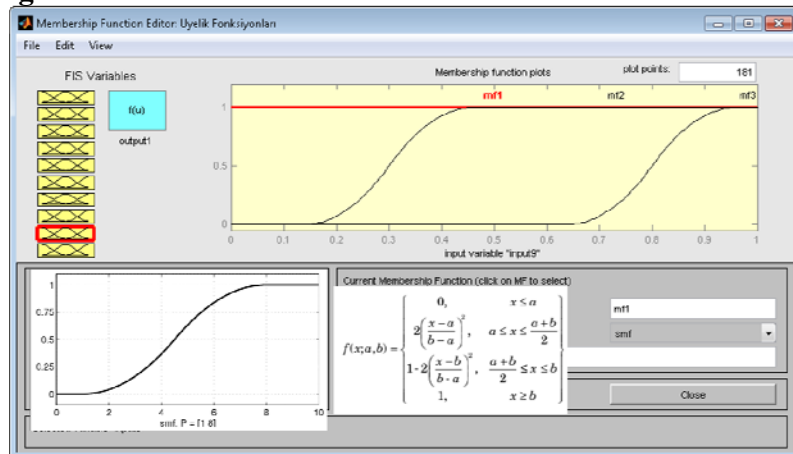 Membership Function Editor: Uyelik Fonksiyonları
File Edit View
FIS Variables
f(u)
output1
Membership function plots
plot points:
181
mf1 mf2 mf3
1
0.5
0
0 0.1 0.2 0.3 0.4 0.5 0.6 0.7 0.8 0.9 1
input variable "input9"
1
0.75
0.5
0.25
0
0 2 4 6 8 10
smf, P = [1 8]
Current Membership Function (click on MF to select)
f(x;a,b) =
0, x ≤ a
2((x-a)/(b-a))², a ≤ x ≤ (a+b)/2
1-2((x-b)/(b-a))², (a+b)/2 ≤ x ≤ b
1, x ≥ b
mf1
smf
Close